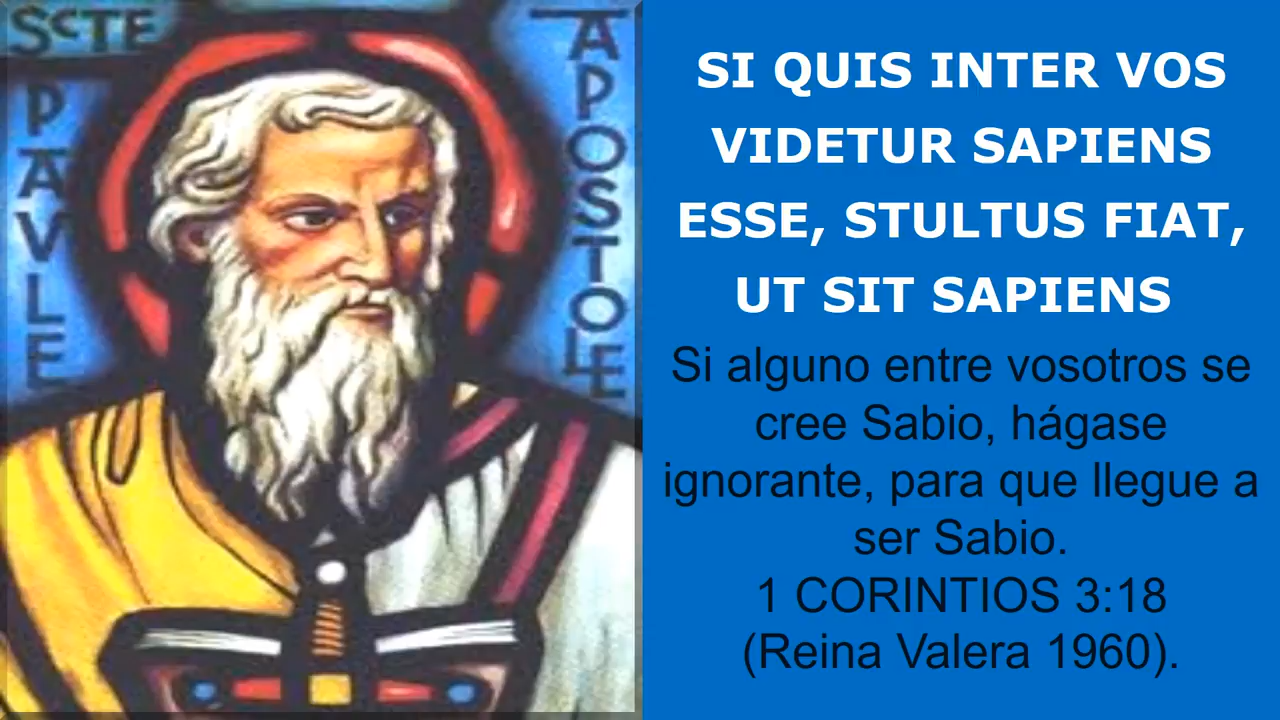 SCTE
PAVLE
APOSTOLE
SI QUIS INTER VOS
VIDETUR SAPIENS
ESSE, STULTUS FIAT,
UT SIT SAPIENS
Si alguno entre vosotros se
cree Sabio, hágase
ignorante, para que llegue a
ser Sabio.
1 CORINTIOS 3:18
(Reina Valera 1960).